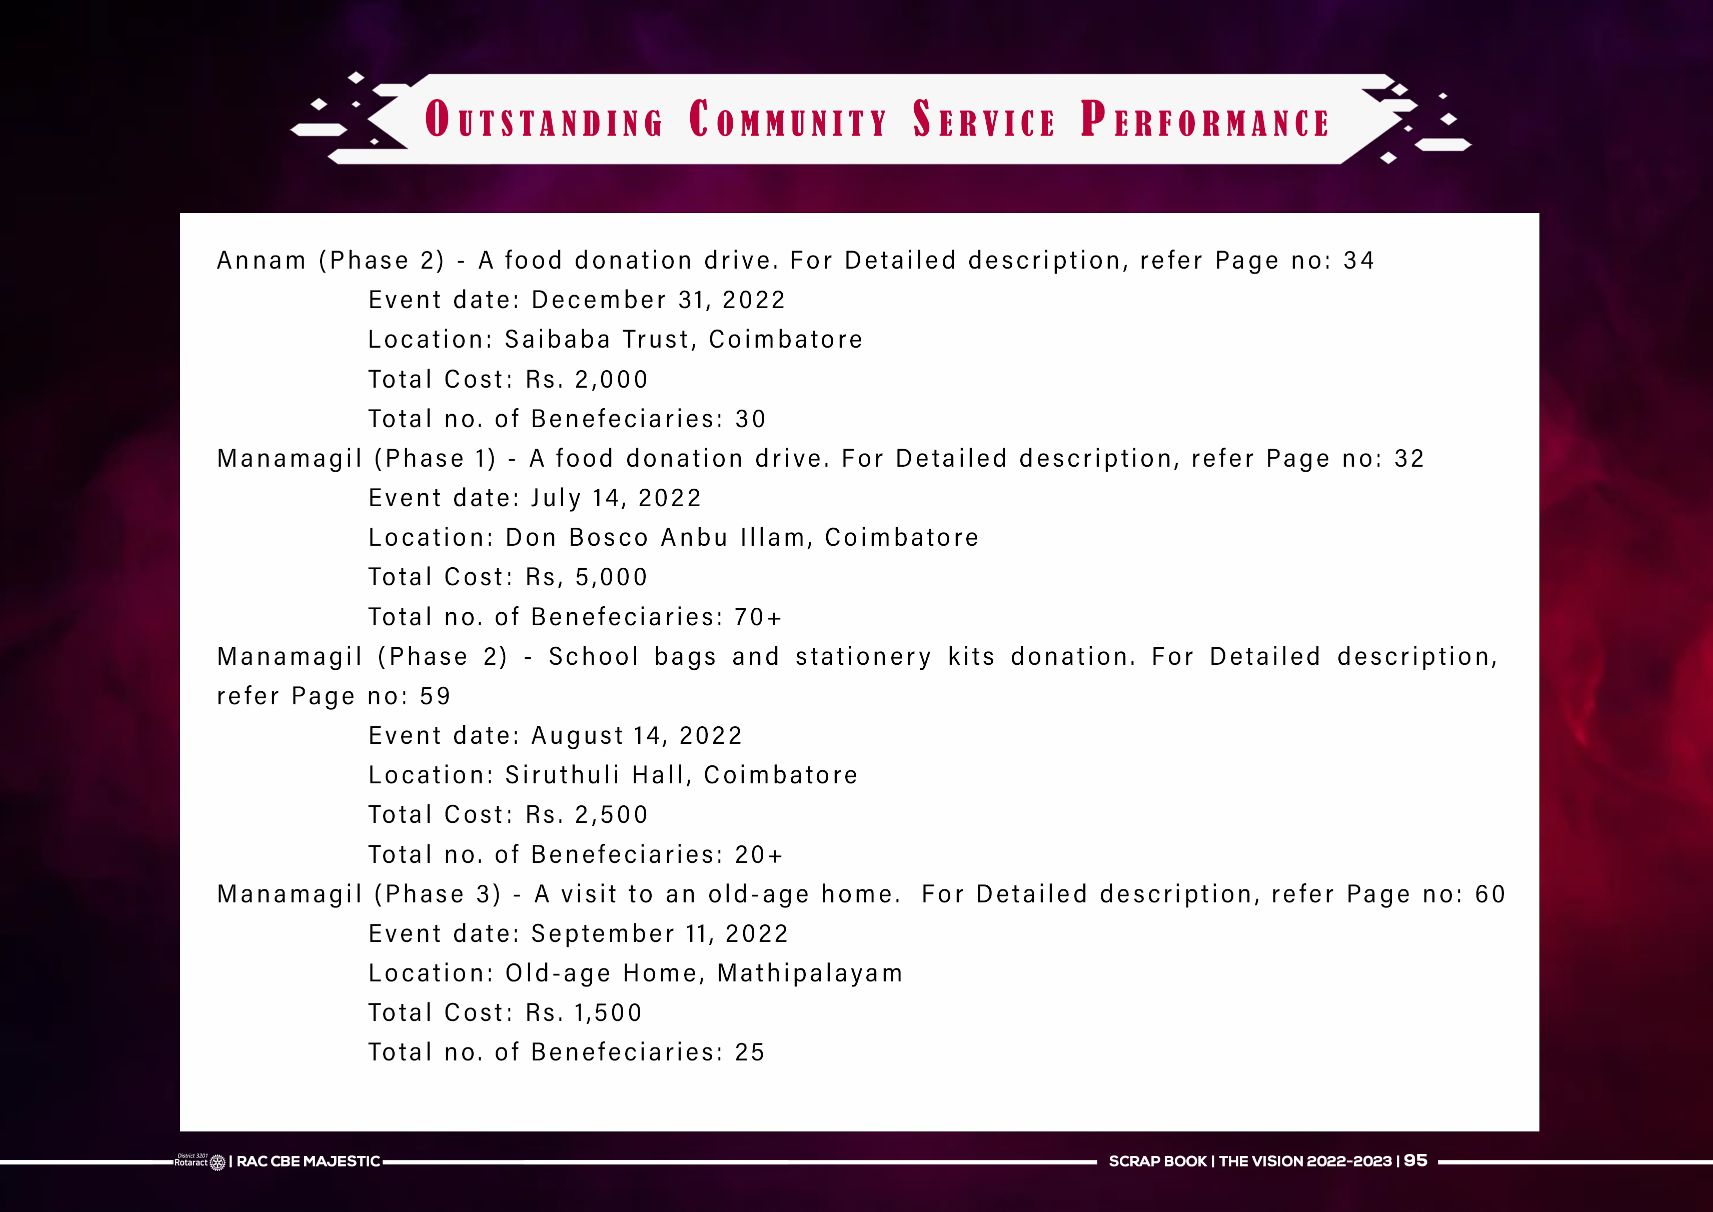 OUTSTANDING COMMUNITY SERVICE PERFORMANCE
Annam (Phase 2) - A food donation drive. For Detailed description, refer Page no: 34
Event date: December 31, 2022
Location: Saibaba Trust, Coimbatore
Total Cost: Rs. 2,000
Total no. of Benefeciaries: 30
Manamagil (Phase 1) - A food donation drive. For Detailed description, refer Page no: 32
Event date: July 14, 2022
Location: Don Bosco Anbu Illam, Coimbatore
Total Cost: Rs, 5,000
Total no. of Benefeciaries: 70+
Manamagil (Phase 2) - School bags and stationery kits donation. For Detailed description,
refer Page no: 59
Event date: August 14, 2022
Location: Siruthuli Hall, Coimbatore
Total Cost: Rs. 2,500
Total no. of Benefeciaries: 20+
Manamagil (Phase 3) - A visit to an old-age home. For Detailed description, refer Page no: 60
Event date: September 11, 2022
Location: Old-age Home, Mathipalayam
Total Cost: Rs. 1,500
Total no. of Benefeciaries: 25
District 3201
Rotaract | RAC CBE MAJESTIC
SCRAP BOOK | THE VISION 2022-2023 | 95